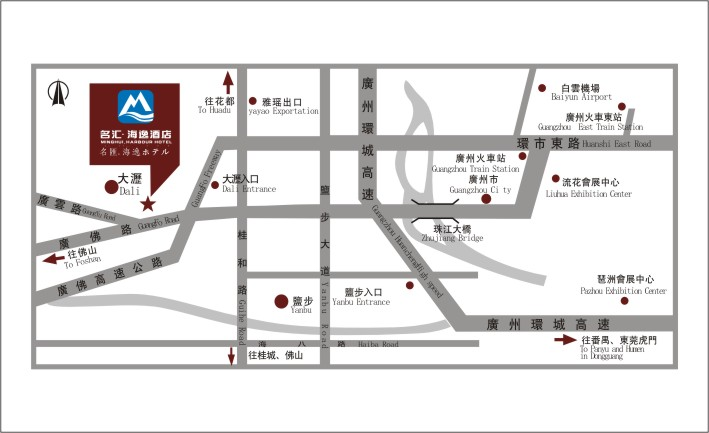 往花都
To Huadu
雅瑶出口
yayao Exportation
廣州環城高速
白雲機場
Baiyun Airport
廣州火車東站
Guangzhou East Train Station
環市東路 Huanshi East Road
名汇·海逸酒店
MINGHUI HARBOUR HOTEL
名匯.海逸ホテル
廣州火車站
Guangzhou Train Station
大瀝
Dali
大瀝入口
Dali Entrance
GuanFo Freeway
廣州市
Guangzhou City
流花會展中心
Liuhua Exhibition Center
廣雲路 GuangYu Road
廣佛路 GuangFo Road
珠江大橋
Zhujiang Bridge
往佛山
To Foshan
廣佛高速公路
桂和路 Guihe Road
鹽步大道 Yanbu Road
鹽步
Yanbu
鹽步入口
Yanbu Entrance
琶洲會展中心
Pazhou Exhibition Center
廣州環城高速
海八路 Haiba Road
往桂城、佛山
往番禺、東莞虎門
To Panyu and Humen
in Dongguang